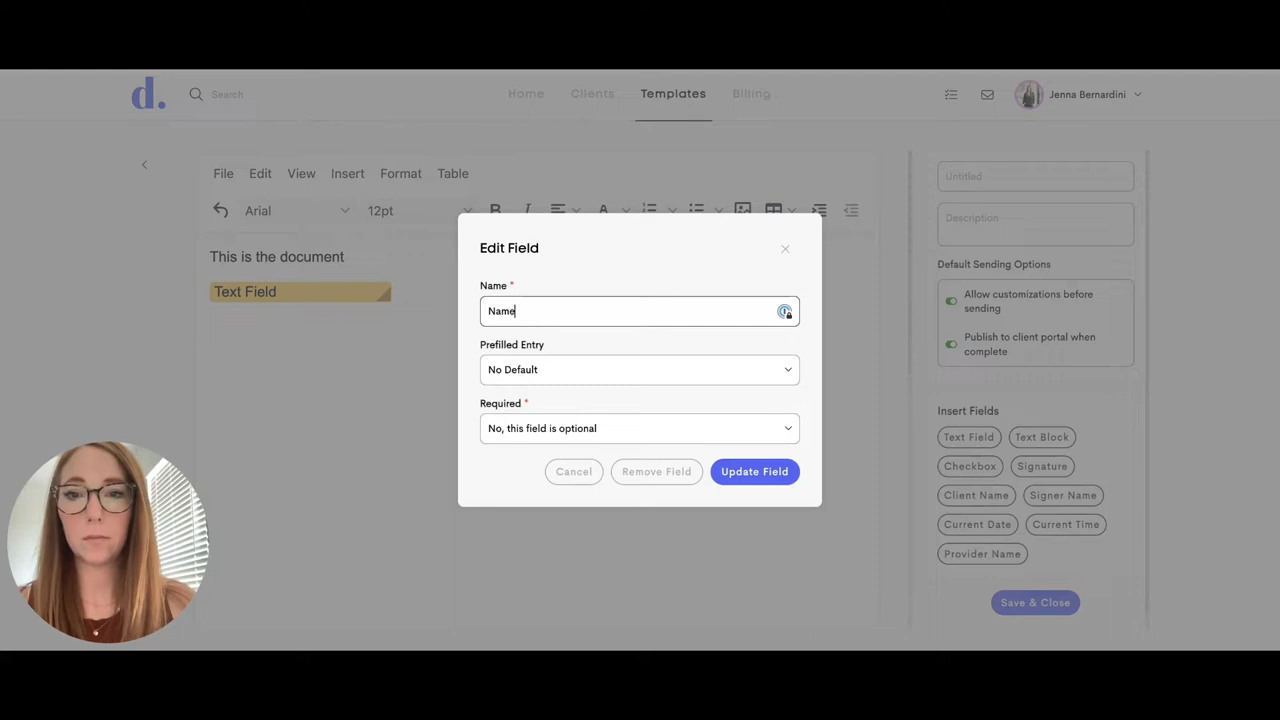 d. Search Home Clients Templates Billing Jenna Bernardini
File Edit View Insert Format Table
Arial 12pt B I A
This is the document
Text Field
Edit Field
Name *
Name
Prefilled Entry
No Default
Required *
No, this field is optional
Cancel Remove Field Update Field
Untitled
Description
Default Sending Options
Allow customizations before
sending
Publish to client portal when
complete
Insert Fields
Text Field Text Block
Checkbox Signature
Client Name Signer Name
Current Date Current Time
Provider Name
Save & Close